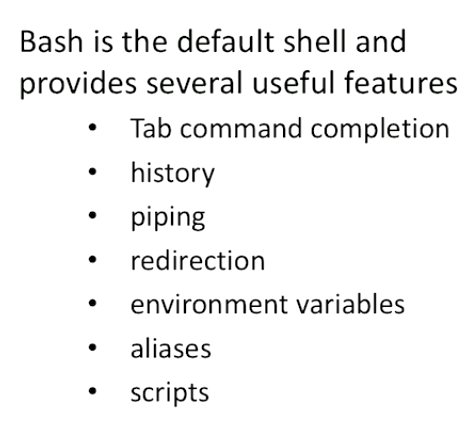 Bash is the default shell and
provides several useful features
• Tab command completion
• history
• piping
• redirection
• environment variables
• aliases
• scripts